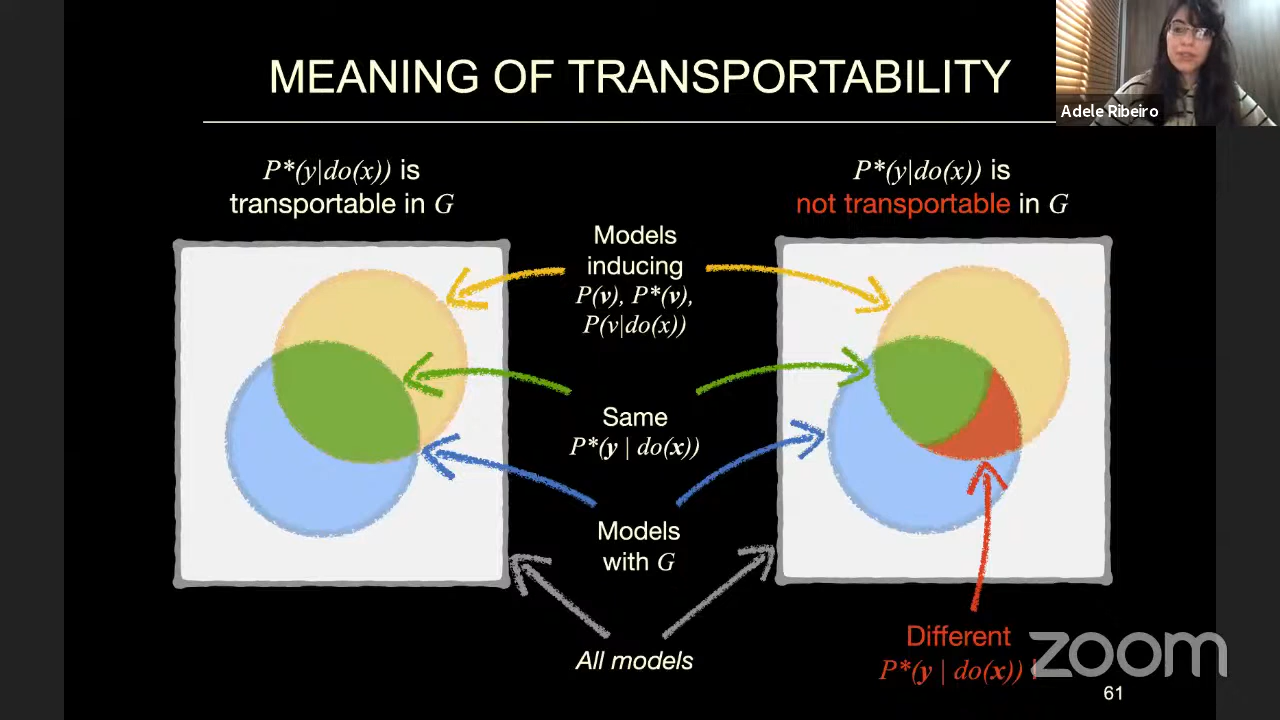 MEANING OF TRANSPORTABILITY
Adele Ribeiro
P*(y|do(x)) is
transportable in G
P*(y|do(x)) is
not transportable in G
Models
inducing
P(v), P*(v),
P(v|do(x))
Same
P*(y | do(x))
Models
with G
All models
Different
P*(y | do(x)) !
zoom
61